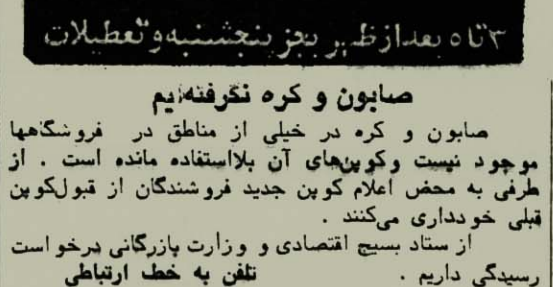 ۳ تا ۵ بعدازظهر بجز پنجشنبه و تعطیلات
صابون و کره نگرفته‌ایم
صابون و کره در خیلی از مناطق در فروشگاهها
موجود نیست وکوپن‌های آن بلااستفاده مانده است . از
طرفی به محض اعلام کوپن جدید فروشندگان از قبول‌کوپن
قبلی خودداری می‌کنند .
از ستاد بسیج اقتصادی و وزارت بازرگانی درخواست
رسیدگی داریم . تلفن به خط ارتباطی